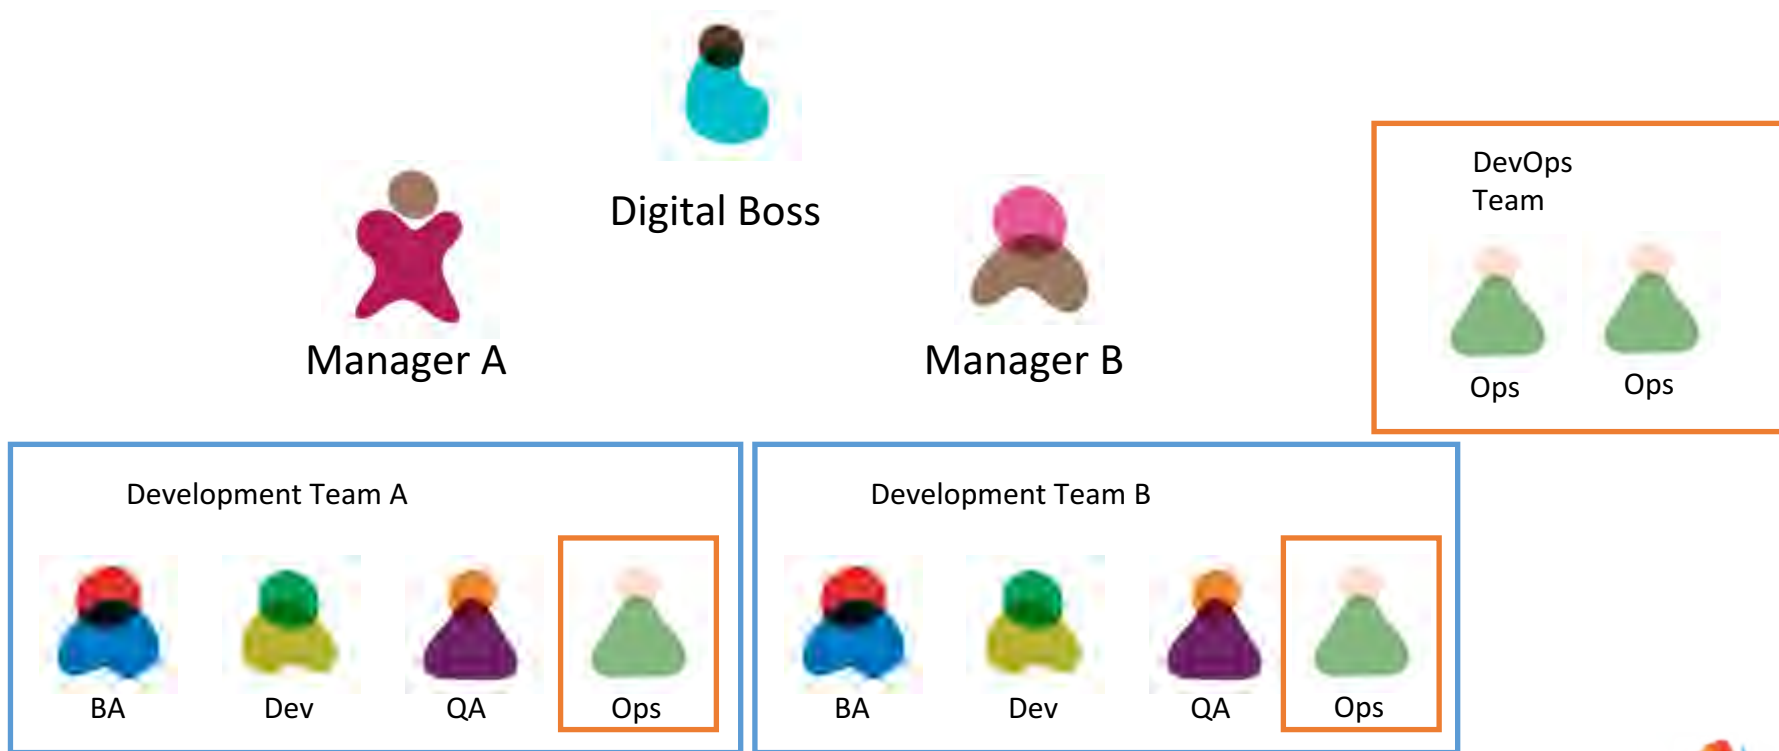 Digital Boss
Manager A
Manager B
DevOps
Team
Ops
Ops
Development Team A
BA
Dev
QA
Ops
Development Team B
BA
Dev
QA
Ops